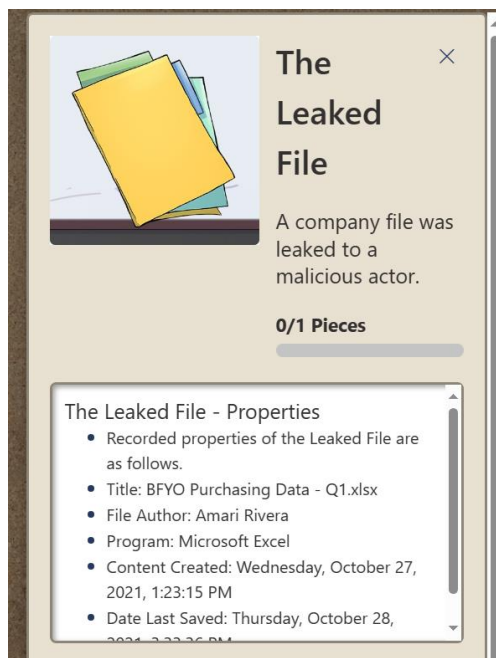 The
Leaked
File
A company file was
leaked to a
malicious actor.
0/1 Pieces
The Leaked File - Properties
• Recorded properties of the Leaked File are
as follows.
• Title: BFYO Purchasing Data - Q1.xlsx
• File Author: Amari Rivera
• Program: Microsoft Excel
• Content Created: Wednesday, October 27,
2021, 1:23:15 PM
• Date Last Saved: Thursday, October 28,